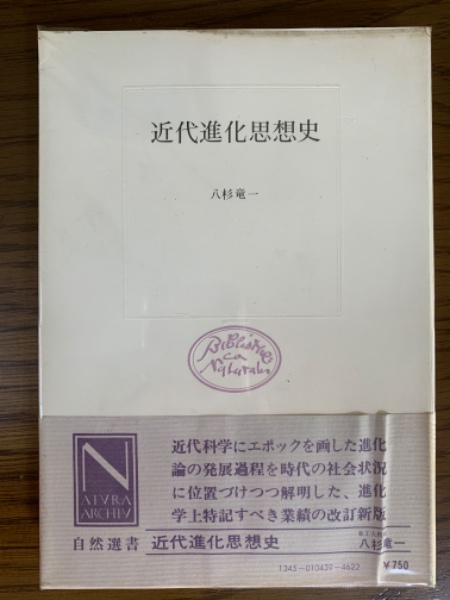 近代進化思想史
八杉竜一
Bibliothe
ca
Naturalis
近代科学にエポックを画した進化
論の発展過程を時代の社会状況
に位置づけつつ解明した、進化
学上特記すべき業績の改訂新版
N
ATVRA
ARCHIV
自然選書
近代進化思想史
八杉竜一
1345-010439-4622
¥750